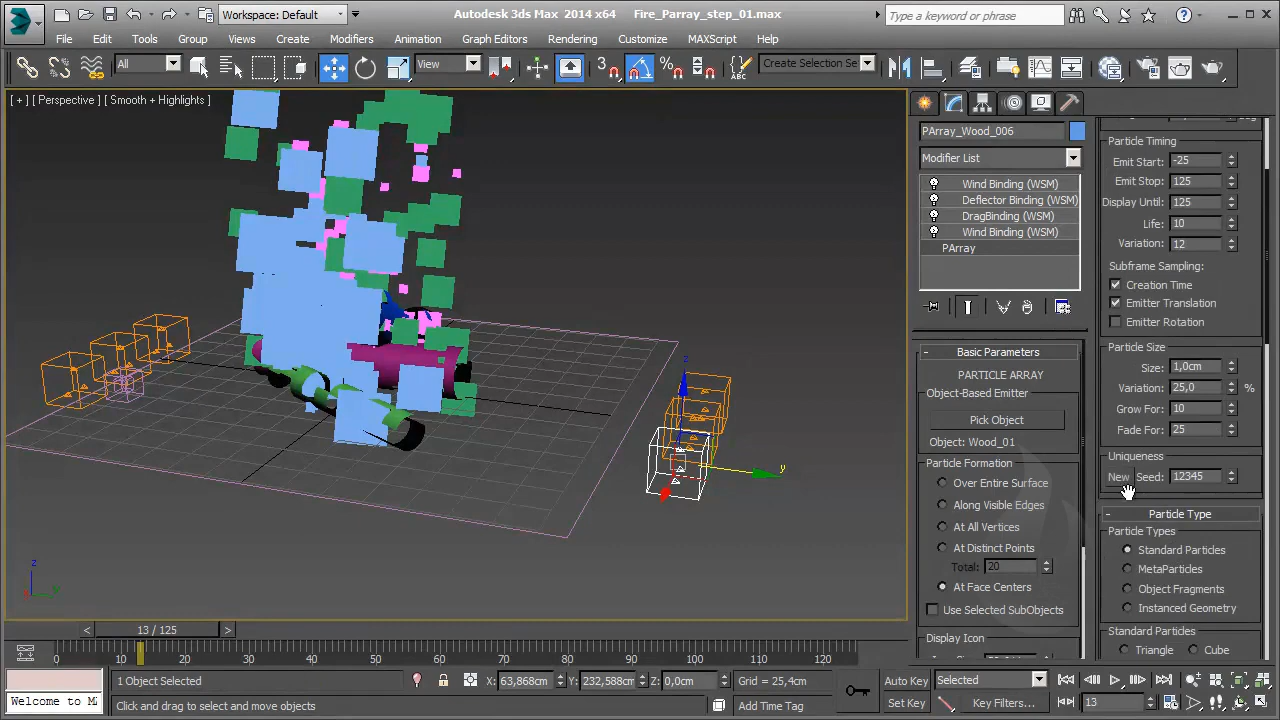 Workspace: Default
Autodesk 3ds Max 2014 x64 Fire_Parray_step_01.max
Type a keyword or phrase
File Edit Tools Group Views Create Modifiers Animation Graph Editors Rendering Customize MAXScript Help
All
View
3
Create Selection Se
[ + ] [ Perspective ] [ Smooth + Highlights ]
PArray_Wood_006
Modifier List
Wind Binding (WSM)
Deflector Binding (WSM)
DragBinding (WSM)
Wind Binding (WSM)
PArray
- Basic Parameters
PARTICLE ARRAY
Object-Based Emitter
Pick Object
Object: Wood_01
Particle Formation
Over Entire Surface
Along Visible Edges
At All Vertices
At Distinct Points
Total: 20
At Face Centers
Use Selected SubObjects
Display Icon
Particle Timing
Emit Start: -25
Emit Stop: 125
Display Until: 125
Life: 10
Variation: 12
Subframe Sampling:
Creation Time
Emitter Translation
Emitter Rotation
Particle Size
Size: 1,0cm
Variation: 25,0 %
Grow For: 10
Fade For: 25
Uniqueness
New Seed: 12345
- Particle Type
Particle Types
Standard Particles
MetaParticles
Object Fragments
Instanced Geometry
Standard Particles
Triangle Cube
z
y
z
x y
< 13 / 125 >
0 10 20 30 40 50 60 70 80 90 100 110 120
1 Object Selected
X: 63,868cm Y: 232,588cm Z: 0,0cm
Grid = 25,4cm
Auto Key Selected
Welcome to M
Click and drag to select and move objects
Add Time Tag
Set Key Key Filters...
13